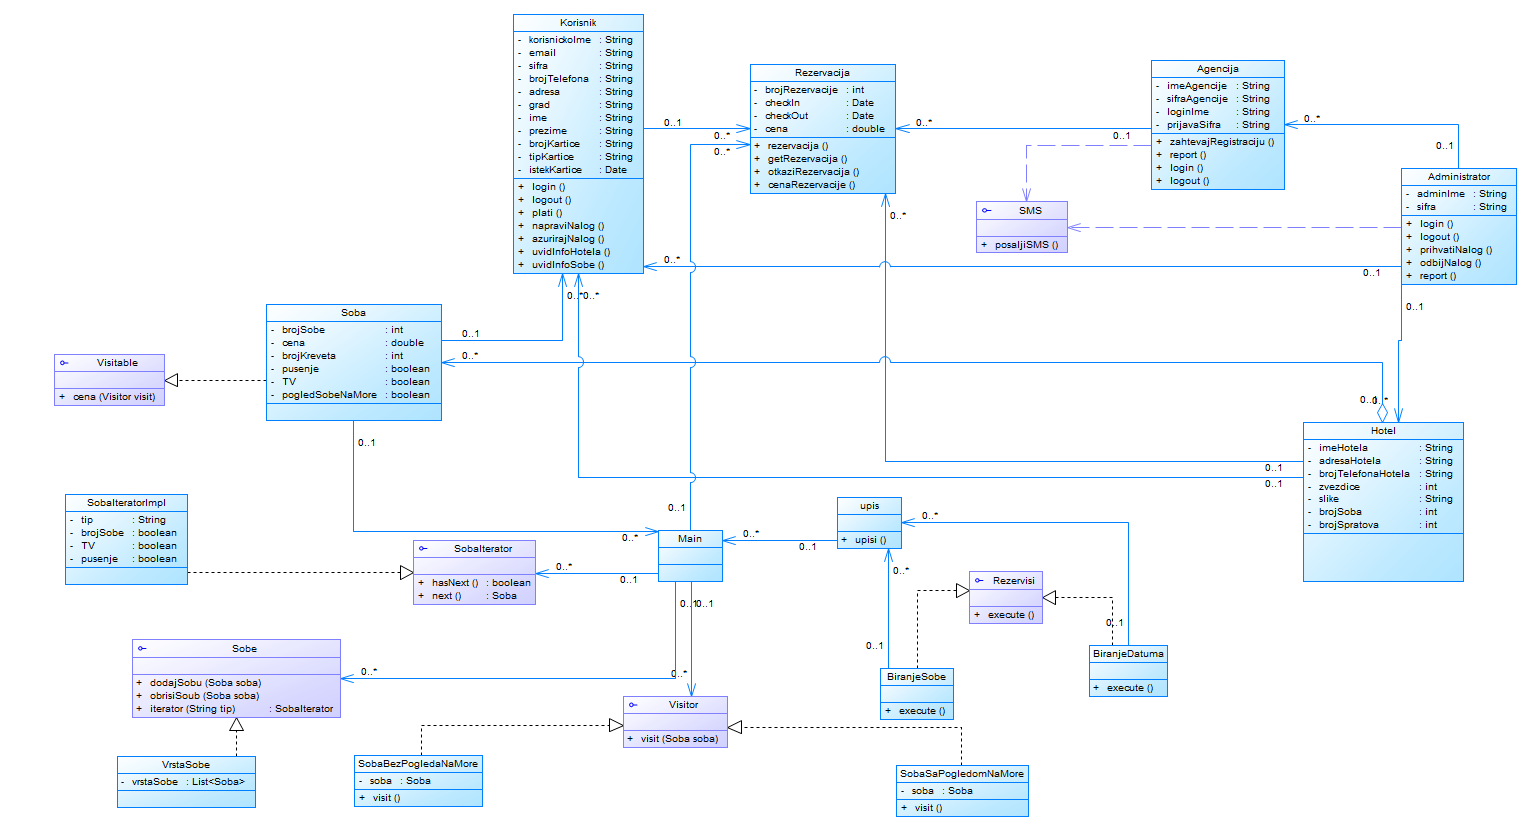 Korisnik
- korisnickoIme : String
- email : String
- sifra : String
- brojTelefona : String
- adresa : String
- grad : String
- ime : String
- prezime : String
- brojKartice : String
- tipKartice : String
- istekKartice : Date
+ login ()
+ logout ()
+ plati ()
+ napraviNalog ()
+ azurirajNalog ()
+ uvidInfoHotela ()
+ uvidInfoSobe ()
0..1
0..*
0..*
Rezervacija
- brojRezervacije : int
- checkIn : Date
- checkOut : Date
- cena : double
+ rezervacija ()
+ getRezervacija ()
+ otkaziRezervacija ()
+ cenaRezervacije ()
0..*
0..1
Agencija
- imeAgencije : String
- sifraAgencije : String
- loginIme : String
- prijavaSifra : String
+ zahtevajRegistraciju ()
+ report ()
+ login ()
+ logout ()
0..*
0..1
Administrator
- adminIme : String
- sifra : String
+ login ()
+ logout ()
+ prihvatiNalog ()
+ odbijNalog ()
+ report ()
SMS
+ posaljiSMS ()
0..*
0..*
0..1
0..1
0..*
0..*
Soba
- brojSobe : int
- cena : double
- brojKreveta : int
- pusenje : boolean
- TV : boolean
- pogledSobeNaMore : boolean
0..1
0..*
Visitable
+ cena (Visitor visit)
0..1
0..1
0..*
Hotel
- imeHotela : String
- adresaHotela : String
- brojTelefonaHotela : String
- zvezdice : int
- slike : String
- brojSoba : int
- brojSpratova : int
0..1
0..1
SobaIteratorImpl
- tip : String
- brojSobe : boolean
- TV : boolean
- pusenje : boolean
0..1
0..*
Main
0..*
0..1
upis
+ upisi ()
0..*
0..*
0..1
SobaIterator
+ hasNext () : boolean
+ next () : Soba
0..*
0..1
Rezervisi
+ execute ()
0..1
0..1
0..1
BiranjeDatuma
+ execute ()
BiranjeSobe
+ execute ()
Sobe
+ dodajSobu (Soba soba)
+ obrisiSoub (Soba soba)
+ iterator (String tip) : SobaIterator
0..*
0..*
Visitor
+ visit (Soba soba)
VrstaSobe
- vrstaSobe : List<Soba>
SobaBezPogledaNaMore
- soba : Soba
+ visit ()
SobaSaPogledomNaMore
- soba : Soba
+ visit ()